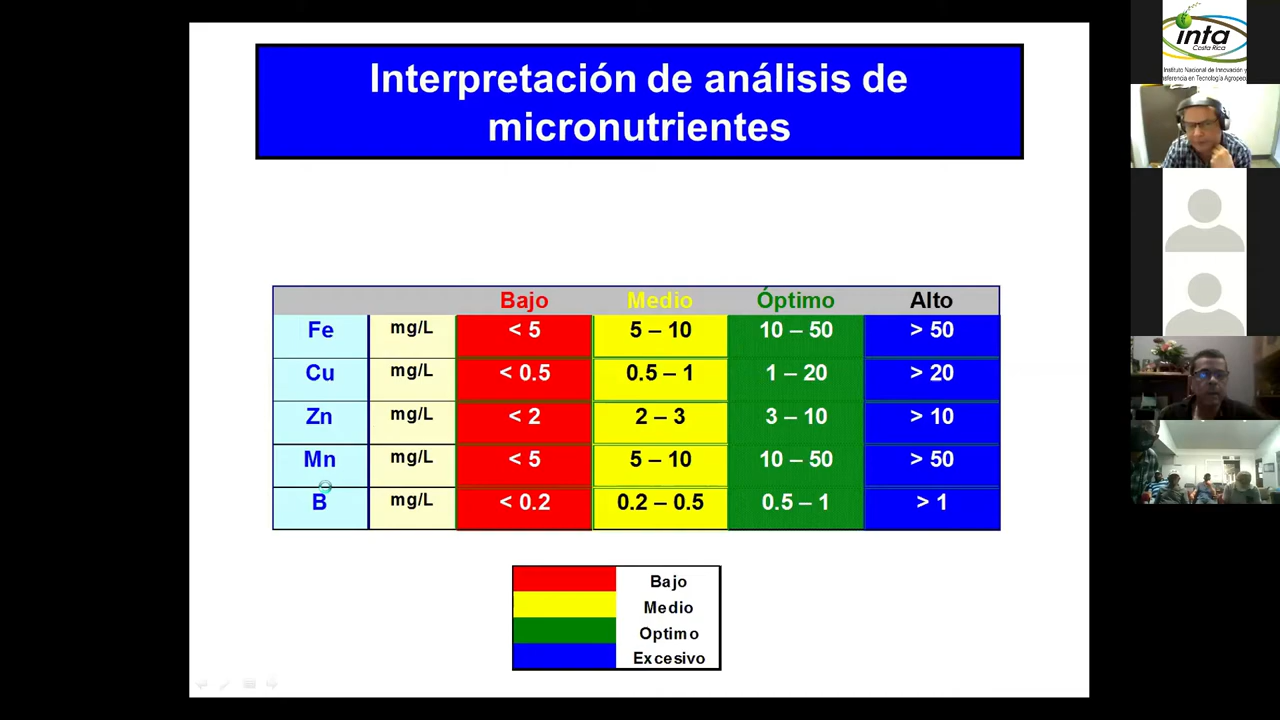 Interpretación de análisis de
micronutrientes
Bajo Medio Óptimo Alto
Fe mg/L < 5 5 – 10 10 – 50 > 50
Cu mg/L < 0.5 0.5 – 1 1 – 20 > 20
Zn mg/L < 2 2 – 3 3 – 10 > 10
Mn mg/L < 5 5 – 10 10 – 50 > 50
B mg/L < 0.2 0.2 – 0.5 0.5 – 1 > 1
Bajo
Medio
Optimo
Excesivo
inta
Costa Rica
Instituto Nacional de Innovación y
sferencia en Tecnología Agropec